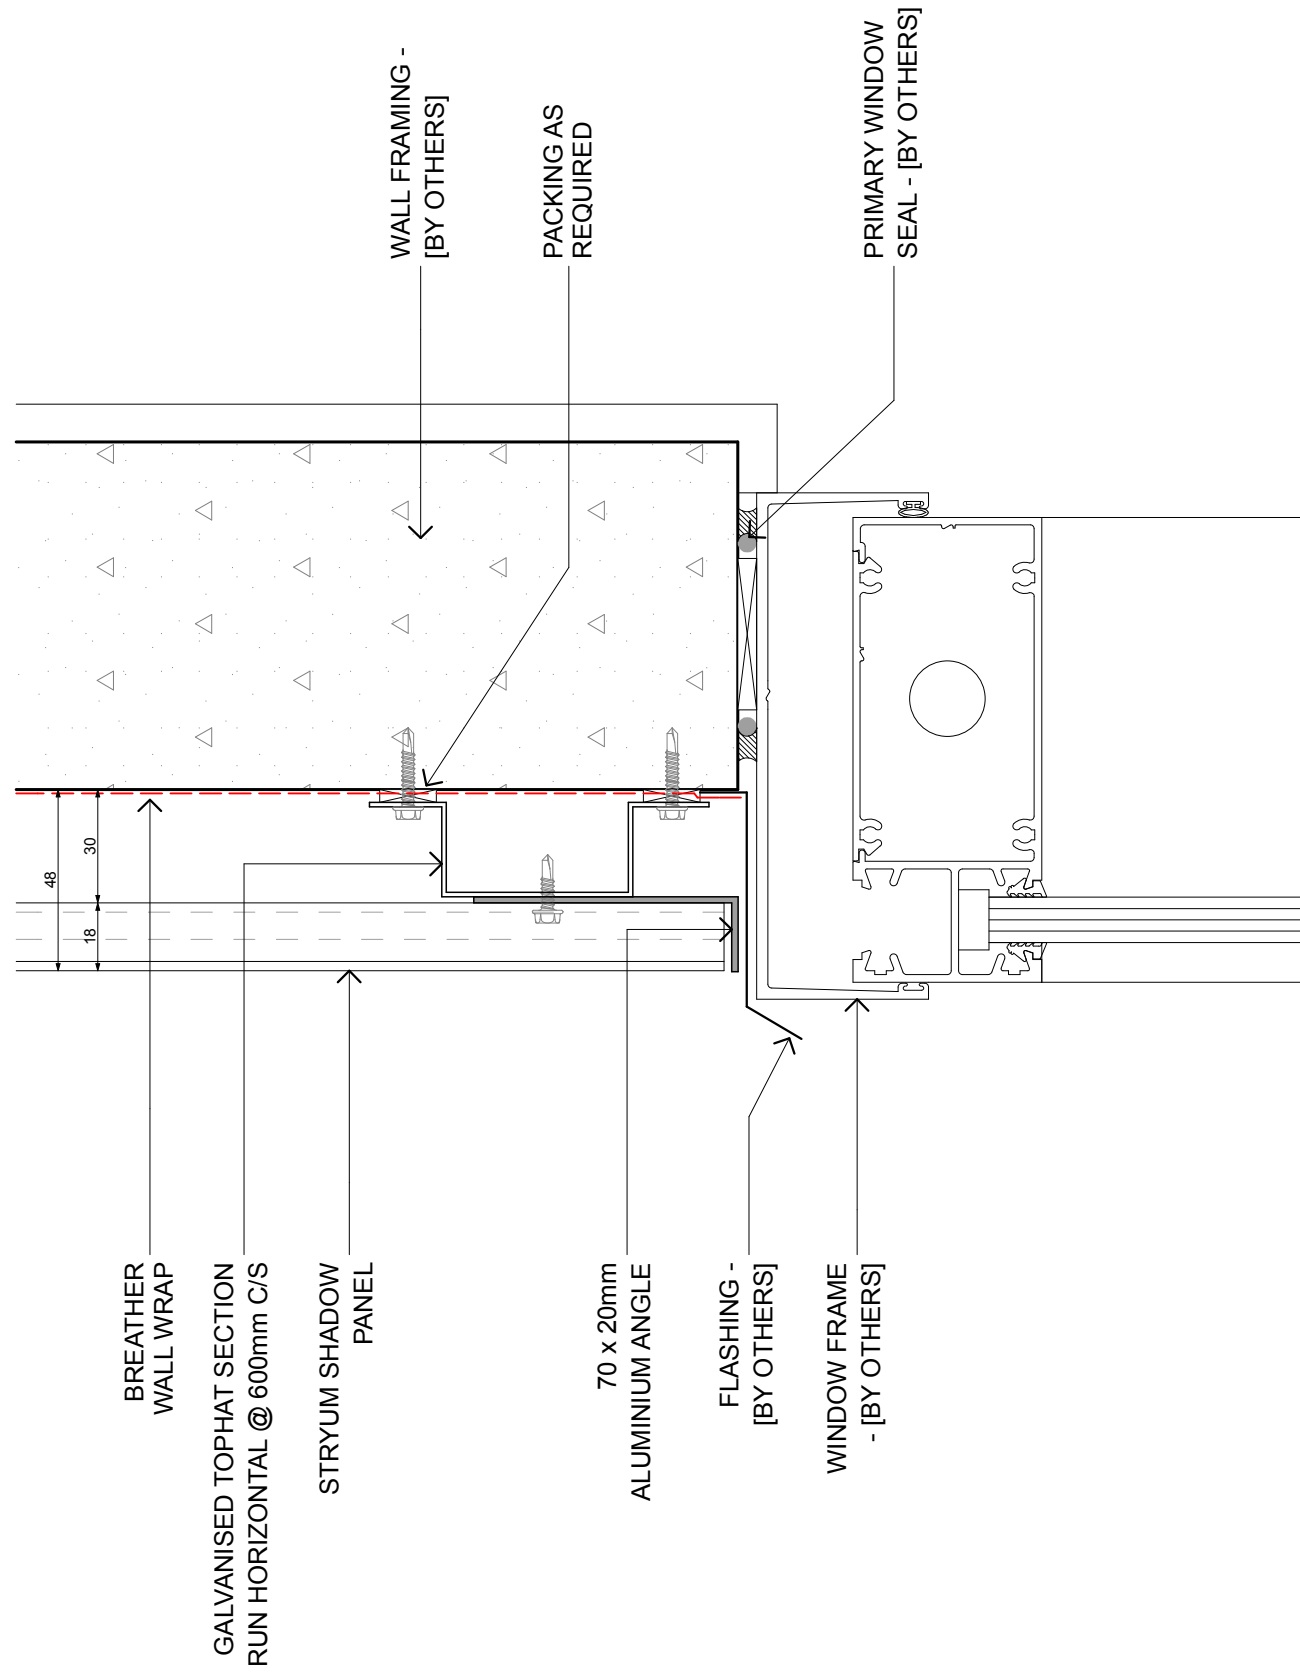 WALL FRAMING -
[BY OTHERS]
PACKING AS
REQUIRED
PRIMARY WINDOW
SEAL - [BY OTHERS]
48
30
18
BREATHER
WALL WRAP
GALVANISED TOPHAT SECTION
RUN HORIZONTAL @ 600mm C/S
STRYUM SHADOW
PANEL
70 x 20mm
ALUMINIUM ANGLE
FLASHING -
[BY OTHERS]
WINDOW FRAME
- [BY OTHERS]